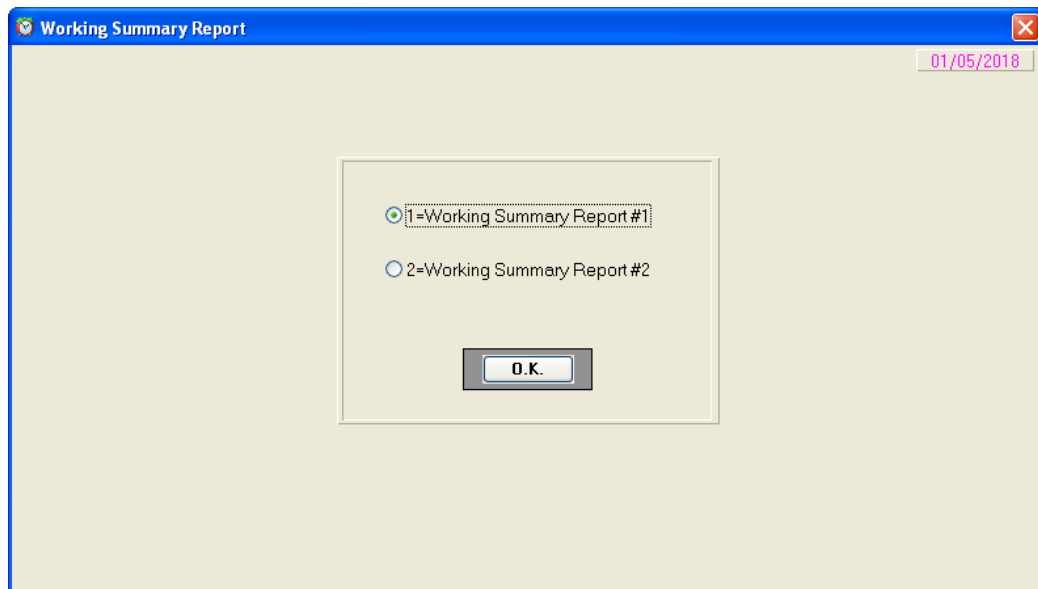 Working Summary Report
01/05/2018
1=Working Summary Report #1
2=Working Summary Report #2
O.K.